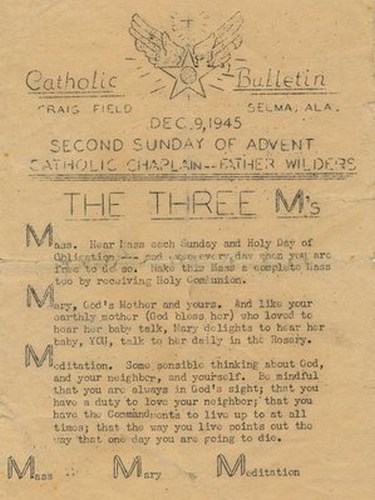 Catholic Bulletin
CRAIG FIELD SELMA, ALA.
DEC. 9, 1945
SECOND SUNDAY OF ADVENT
CATHOLIC CHAPLAIN--FATHER WILDERS
THE THREE M's
Mass. Hear Mass each Sunday and Holy Day of
Obligation --- and every day when you are
free to do so. Make this Mass a complete Mass
too by receiving Holy Communion.
Mary, God's Mother and yours. And like your
earthly mother (God bless her) who loved to
hear her baby talk, Mary delights to hear her
baby, YOU, talk to her daily in the Rosary.
Meditation. Some sensible thinking about God,
and your neighbor, and yourself. Be mindful
that you are always in God's sight; that you
have a duty to love your neighbor; that you
have the Commandments to live up to at all
times; that the way you live points out the
way that one day you are going to die.
Mass Mary Meditation